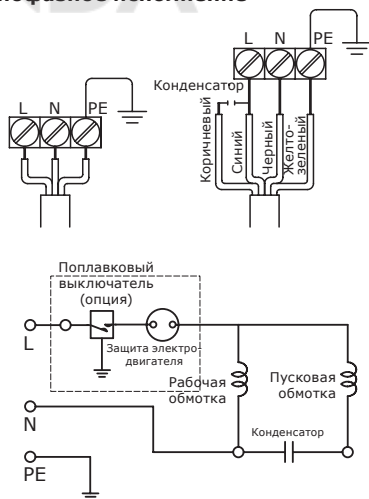 L N PE
L N PE
Конденсатор
Коричневый
Синий
Черный
Желто-
зеленый
Поплавковый
выключатель
(опция)
L
Защита электро-
двигателя
Рабочая
обмотка
Пусковая
обмотка
Конденсатор
N
PE